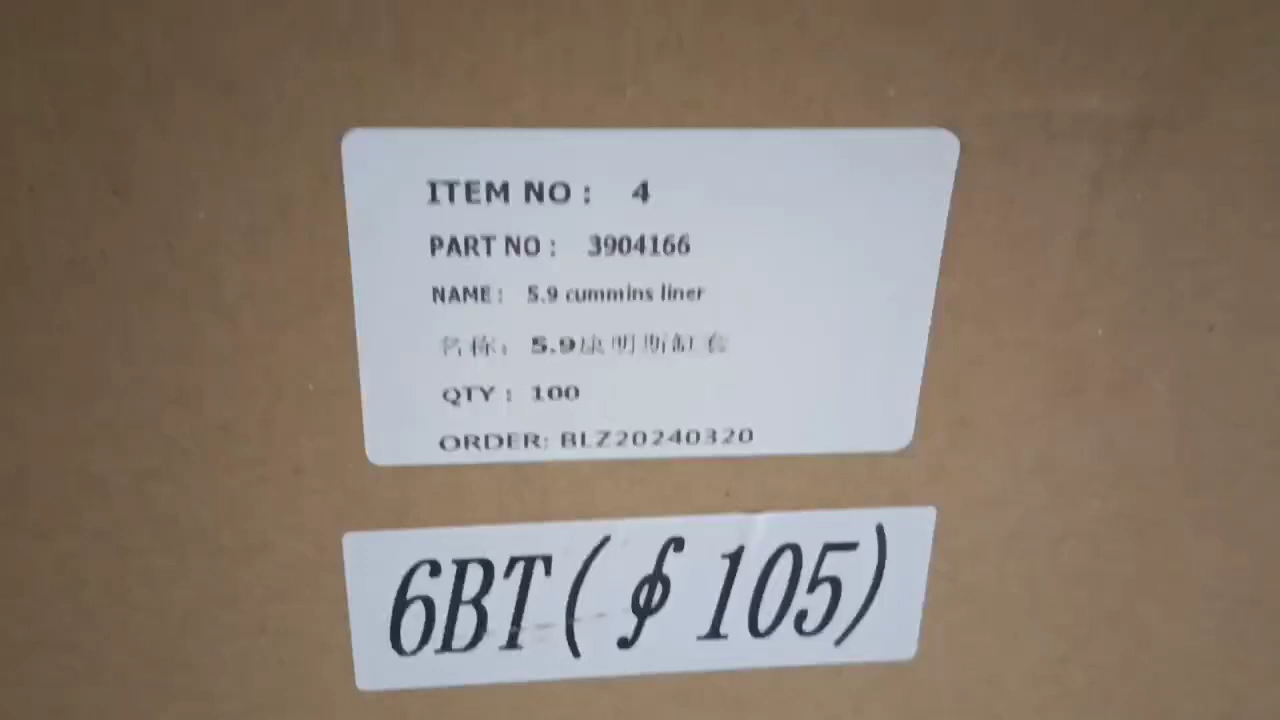 ITEM NO： 4
PART NO： 3904166
NAME： 5.9 cummins liner
名称：5.9康明斯缸套
QTY： 100
ORDER: BLZ20240320
6BT(∮105)